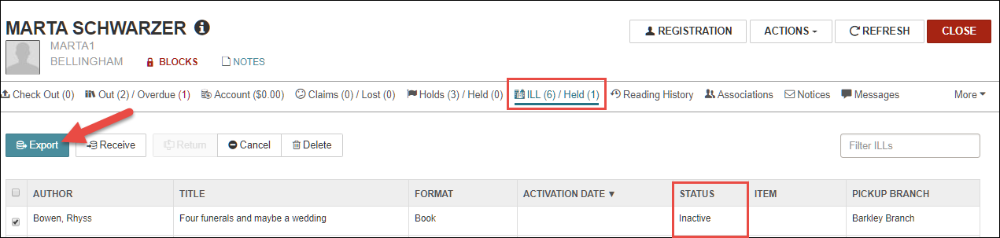 MARTA SCHWARZER
REGISTRATION ACTIONS REFRESH CLOSE
MARTA1
BELLINGHAM BLOCKS NOTES
Check Out (0) Out (2) / Overdue (1) Account ($0.00) Claims (0) / Lost (0) Holds (3) / Held (0) ILL (6) / Held (1) Reading History Associations Notices Messages More
Export Receive Return Cancel Delete Filter ILLs
AUTHOR TITLE FORMAT ACTIVATION DATE ▼ STATUS ITEM PICKUP BRANCH
Bowen, Rhyss Four funerals and maybe a wedding Book Inactive Barkley Branch